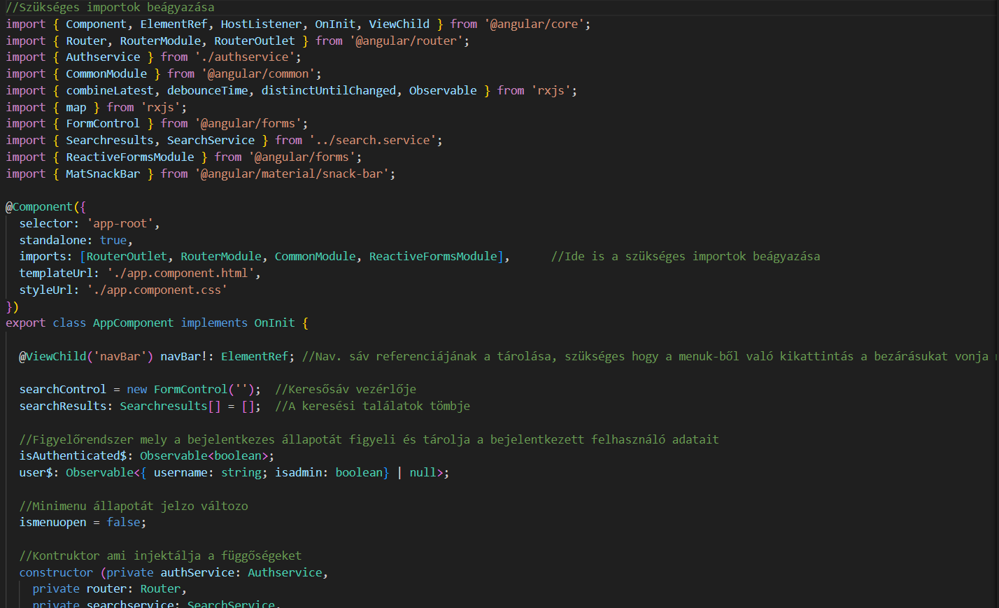 //Szükséges importok beágyazása
import { Component, ElementRef, HostListener, OnInit, ViewChild } from '@angular/core';
import { Router, RouterModule, RouterOutlet } from '@angular/router';
import { Authservice } from './authservice';
import { CommonModule } from '@angular/common';
import { combineLatest, debounceTime, distinctUntilChanged, Observable } from 'rxjs';
import { map } from 'rxjs';
import { FormControl } from '@angular/forms';
import { Searchresults, SearchService } from '../search.service';
import { ReactiveFormsModule } from '@angular/forms';
import { MatSnackBar } from '@angular/material/snack-bar';
@Component({
selector: 'app-root',
standalone: true,
imports: [RouterOutlet, RouterModule, CommonModule, ReactiveFormsModule], //Ide is a szükséges importok beágyazása
templateUrl: './app.component.html',
styleUrl: './app.component.css'
})
export class AppComponent implements OnInit {
@ViewChild('navBar') navBar!: ElementRef; //Nav. sáv referenciájának a tárolása, szükséges hogy a menuk-ből való kikattintás a bezárásukat vonja
searchControl = new FormControl(''); //Keresősáv vezérlője
searchResults: Searchresults[] = []; //A keresési találatok tömbje
//Figyelőrendszer mely a bejelentkezes állapotát figyeli és tárolja a bejelentkezett felhasználó adatait
isAuthenticated$: Observable<boolean>;
user$: Observable<{ username: string; isadmin: boolean} | null>;
//Minimenu állapotát jelzo változo
ismenuopen = false;
//Kontruktor ami injektálja a függőségeket
constructor (private authService: Authservice,
private router: Router,
private searchservice: SearchService,